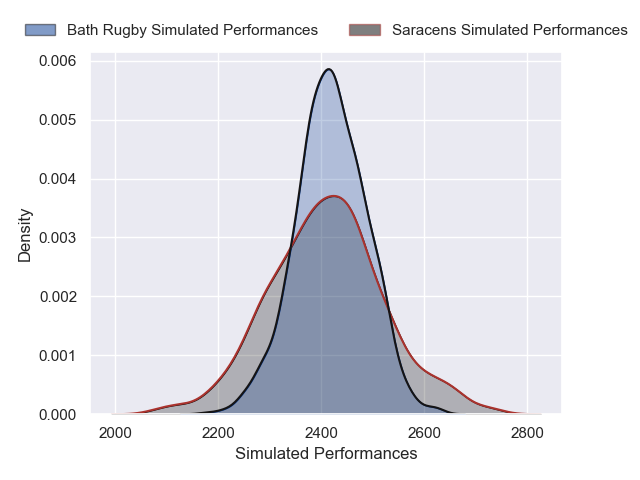 Bath Rugby Simulated Performances Saracens Simulated Performances
0.006
0.005
0.004
0.003
0.002
0.001
0.000
Density
2000 2200 2400 2600 2800
Simulated Performances